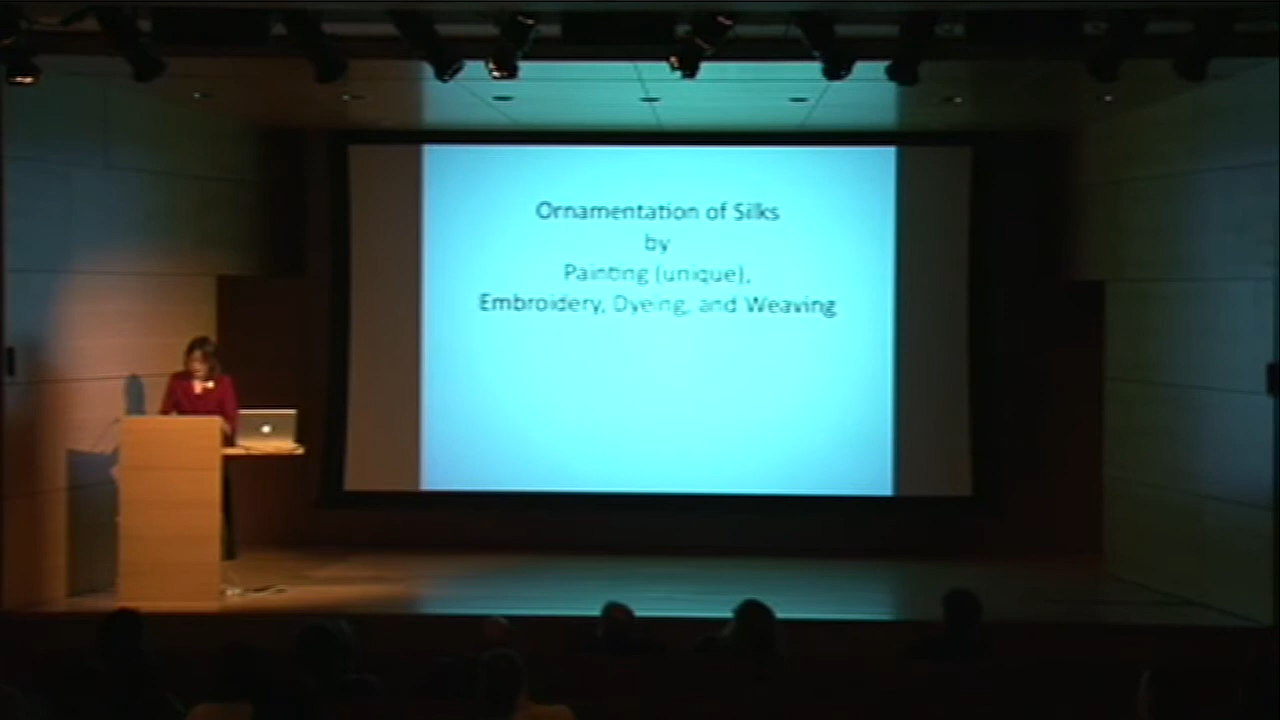 Ornamentation of Silks
by
Painting (unique),
Embroidery, Dyeing, and Weaving